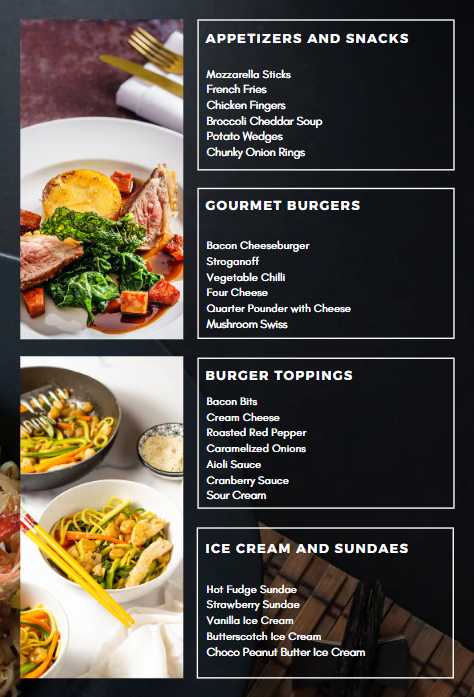 APPETIZERS AND SNACKS
Mozzarella Sticks
French Fries
Chicken Fingers
Broccoli Cheddar Soup
Potato Wedges
Chunky Onion Rings
GOURMET BURGERS
Bacon Cheeseburger
Stroganoff
Vegetable Chilli
Four Cheese
Quarter Pounder with Cheese
Mushroom Swiss
BURGER TOPPINGS
Bacon Bits
Cream Cheese
Roasted Red Pepper
Caramelized Onions
Aioli Sauce
Cranberry Sauce
Sour Cream
ICE CREAM AND SUNDAES
Hot Fudge Sundae
Strawberry Sundae
Vanilla Ice Cream
Butterscotch Ice Cream
Choco Peanut Butter Ice Cream